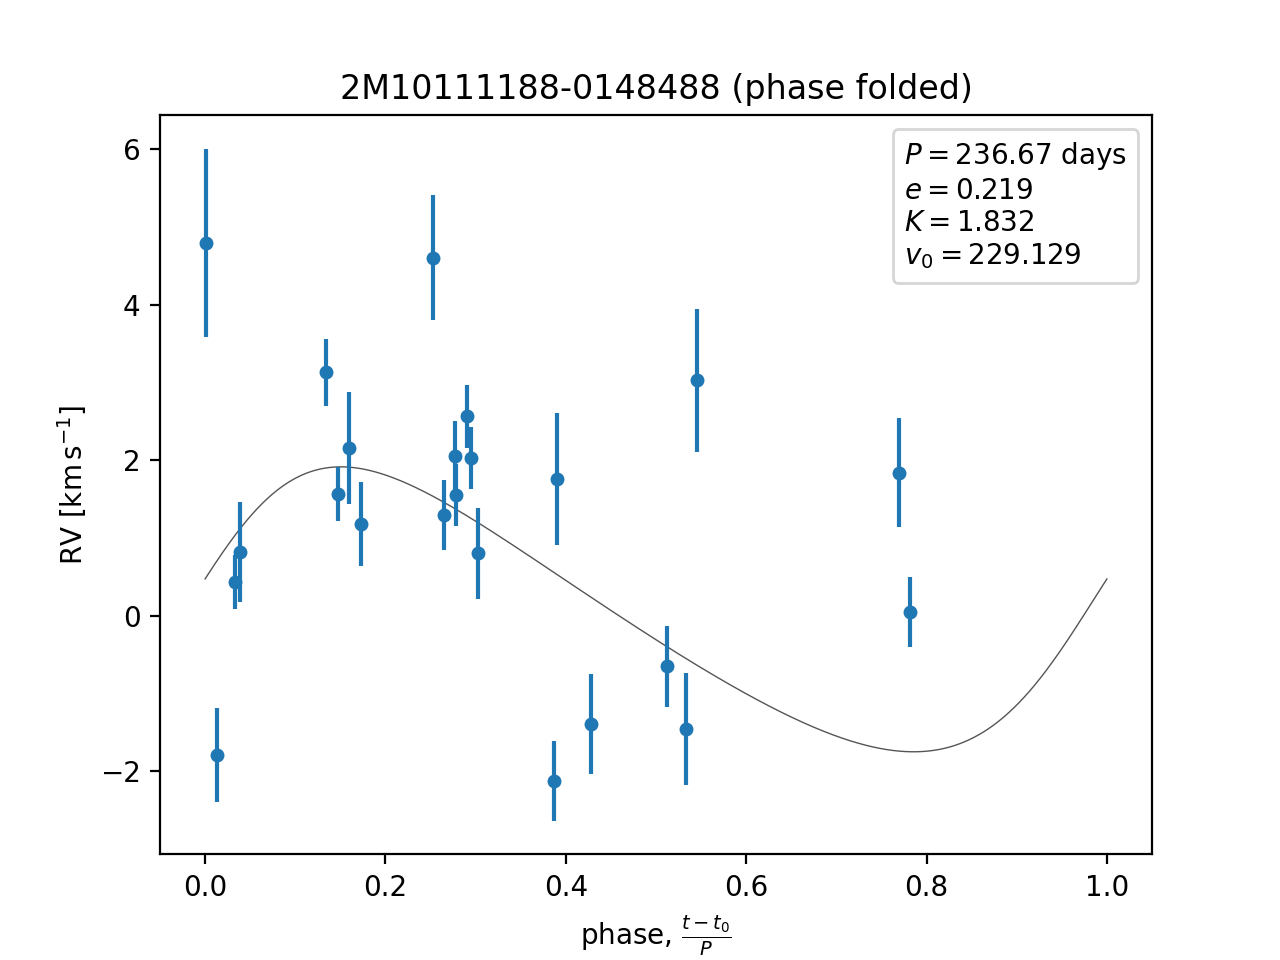 2M10111188-0148488 (phase folded)
P = 236.67 days
e = 0.219
K = 1.832
v₀ = 229.129
RV [km s⁻¹]
6
4
2
0
−2
0.0 0.2 0.4 0.6 0.8 1.0
phase, (t − t₀)/P